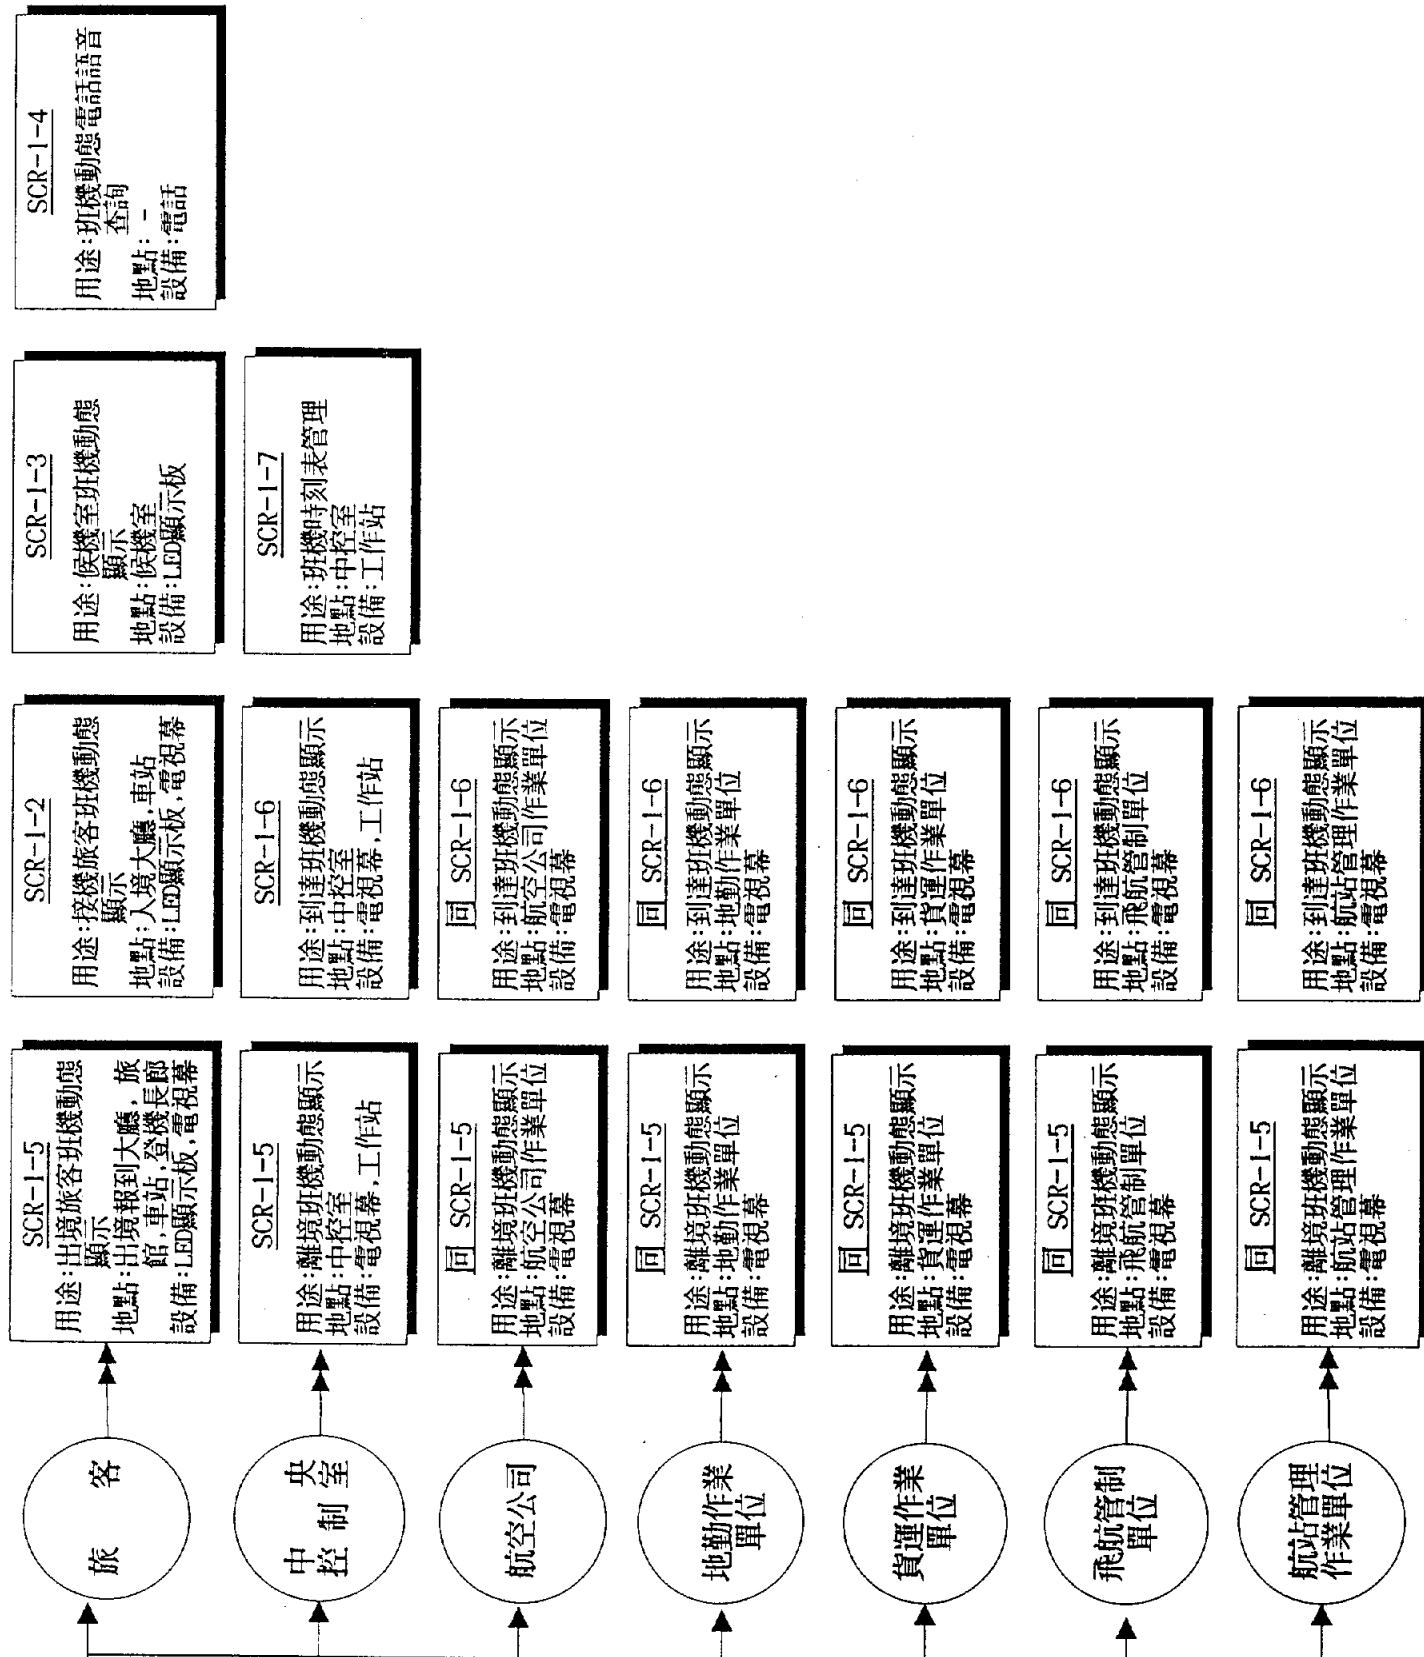 旅 客
SCR-1-5
用途:出境旅客班機動態
顯示
地點:出境報到大廳,旅
館,車站,登機長廊
設備:LED顯示板,電視幕
SCR-1-2
用途:接機旅客班機動態
顯示
地點:入境大廳,車站
設備:LED顯示板,電視幕
SCR-1-3
用途:侯機室班機動態
顯示
地點:侯機室
設備:LED顯示板
SCR-1-4
用途:班機動態電話語音
查詢
地點: -
設備:電話
中 央
控 制 室
SCR-1-5
用途:離境班機動態顯示
地點:中控室
設備:電視幕,工作站
SCR-1-6
用途:到達班機動態顯示
地點:中控室
設備:電視幕,工作站
SCR-1-7
用途:班機時刻表管理
地點:中控室
設備:工作站
航空公司
同 SCR-1-5
用途:離境班機動態顯示
地點:航空公司作業單位
設備:電視幕
同 SCR-1-6
用途:到達班機動態顯示
地點:航空公司作業單位
設備:電視幕
地勤作業
單位
同 SCR-1-5
用途:離境班機動態顯示
地點:地勤作業單位
設備:電視幕
同 SCR-1-6
用途:到達班機動態顯示
地點:地勤作業單位
設備:電視幕
貨運作業
單位
同 SCR-1-5
用途:離境班機動態顯示
地點:貨運作業單位
設備:電視幕
同 SCR-1-6
用途:到達班機動態顯示
地點:貨運作業單位
設備:電視幕
飛航管制
單位
同 SCR-1-5
用途:離境班機動態顯示
地點:飛航管制單位
設備:電視幕
同 SCR-1-6
用途:到達班機動態顯示
地點:飛航管制單位
設備:電視幕
航站管理
作業單位
同 SCR-1-5
用途:離境班機動態顯示
地點:航站管理作業單位
設備:電視幕
同 SCR-1-6
用途:到達班機動態顯示
地點:航站管理作業單位
設備:電視幕